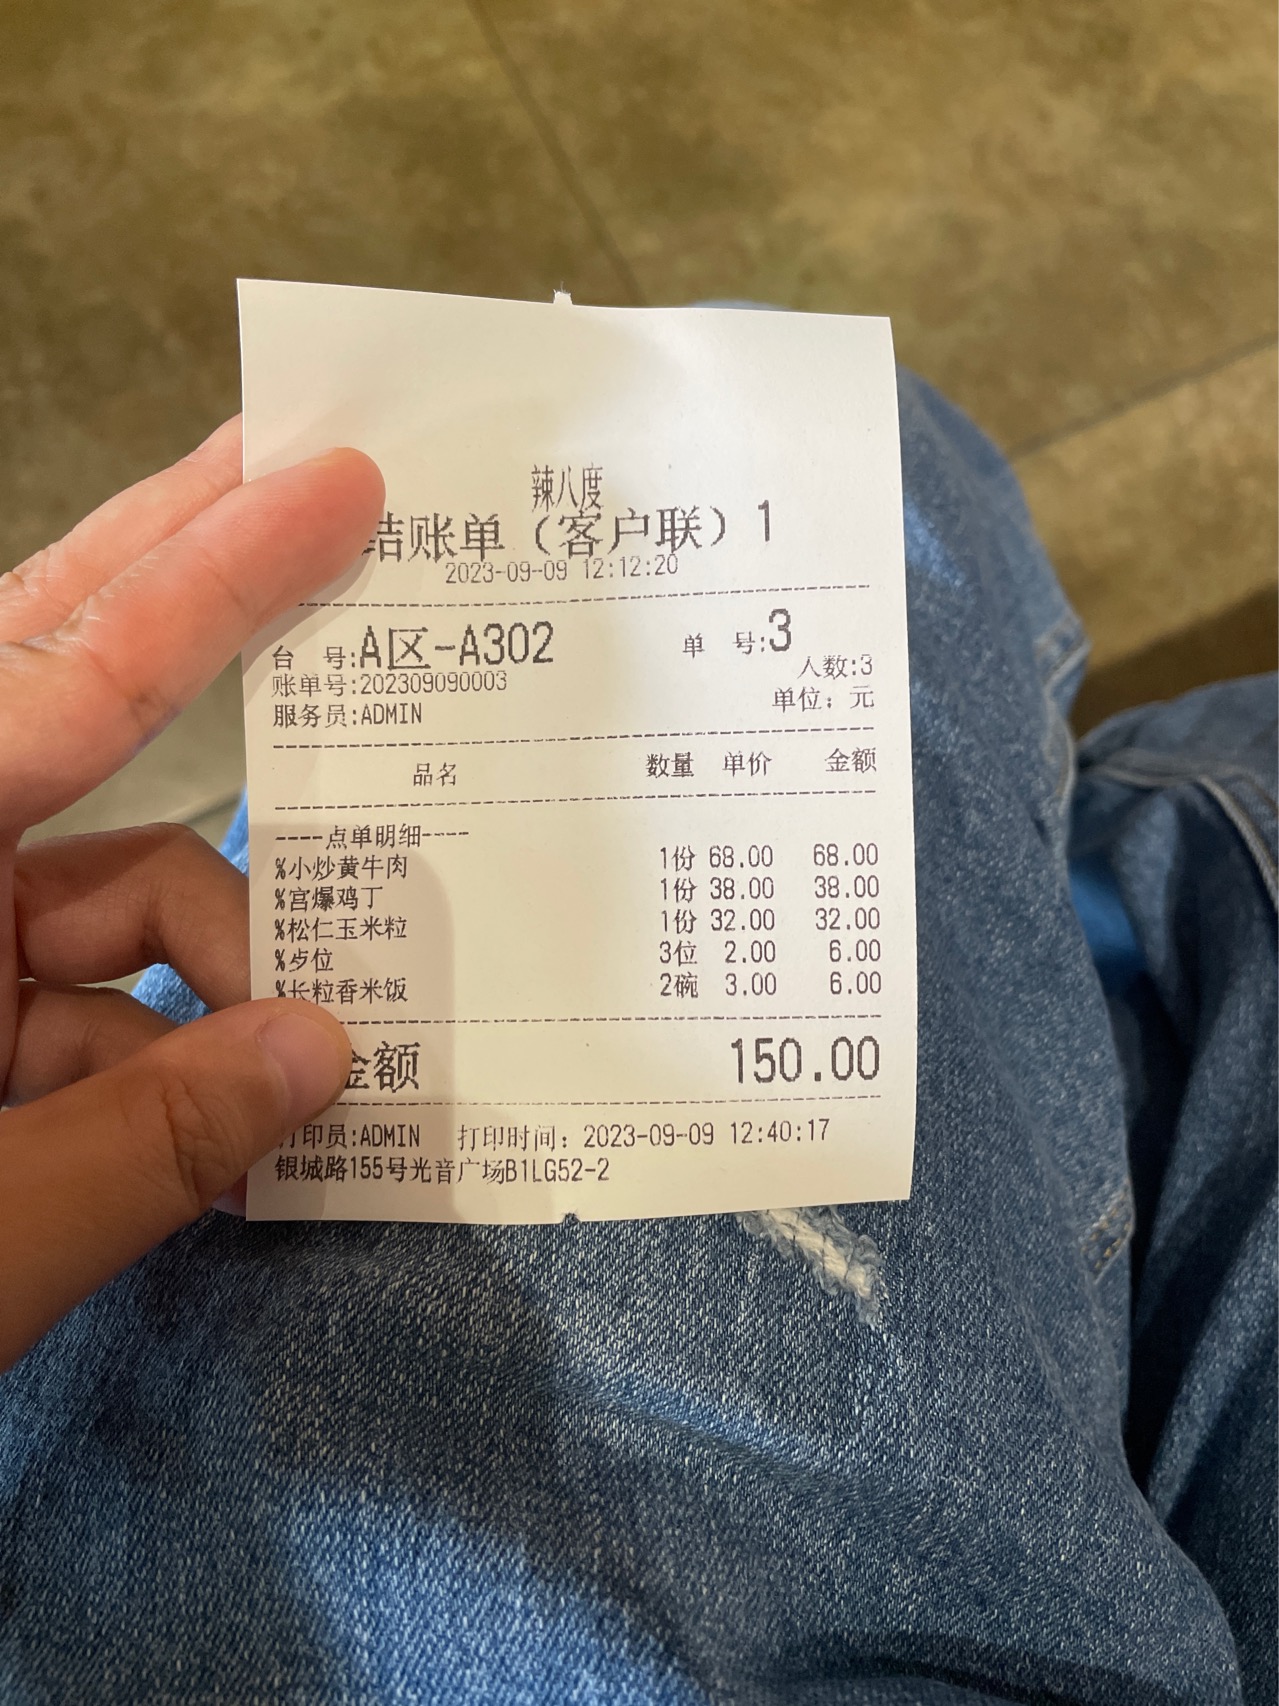 辣八度
结账单（客户联）1
2023-09-09 12:12:20
台 号:A区-A302 单 号:3
人数:3
账单号:202309090003
单位：元
服务员:ADMIN
品名 数量 单价 金额
----点单明细----
%小炒黄牛肉 1份 68.00 68.00
%宫爆鸡丁 1份 38.00 38.00
%松仁玉米粒 1份 32.00 32.00
%歺位 3位 2.00 6.00
%长粒香米饭 2碗 3.00 6.00
金额 150.00
打印员:ADMIN 打印时间：2023-09-09 12:40:17
银城路155号光音广场B1LG52-2